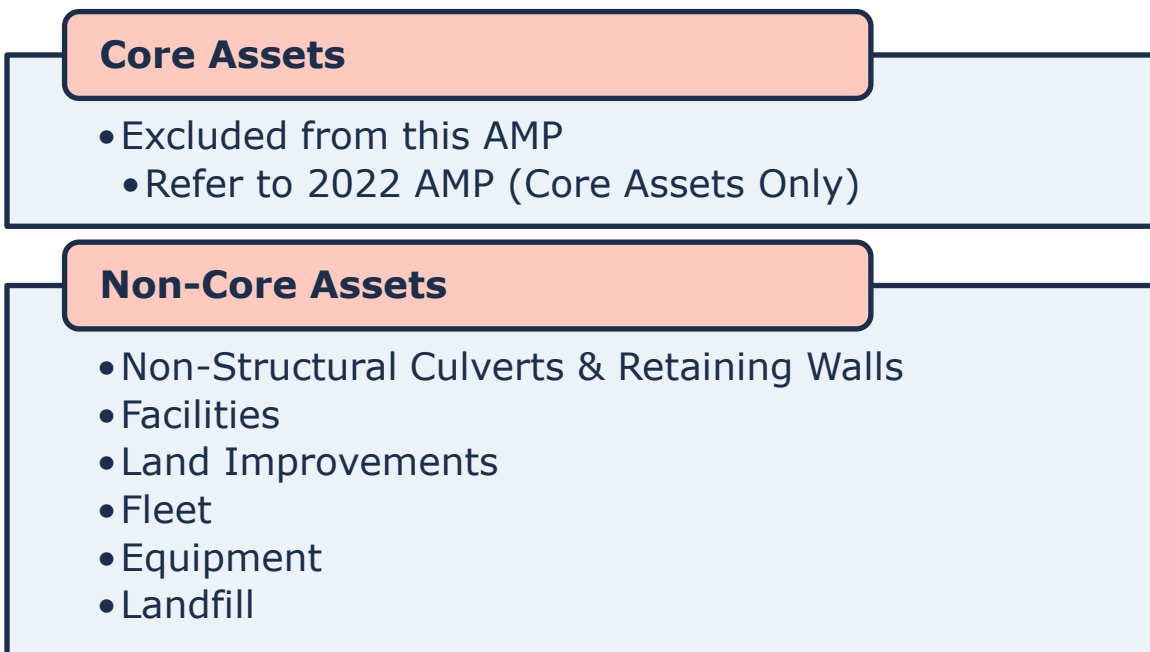 Core Assets
•Excluded from this AMP
•Refer to 2022 AMP (Core Assets Only)
Non-Core Assets
•Non-Structural Culverts & Retaining Walls
•Facilities
•Land Improvements
•Fleet
•Equipment
•Landfill